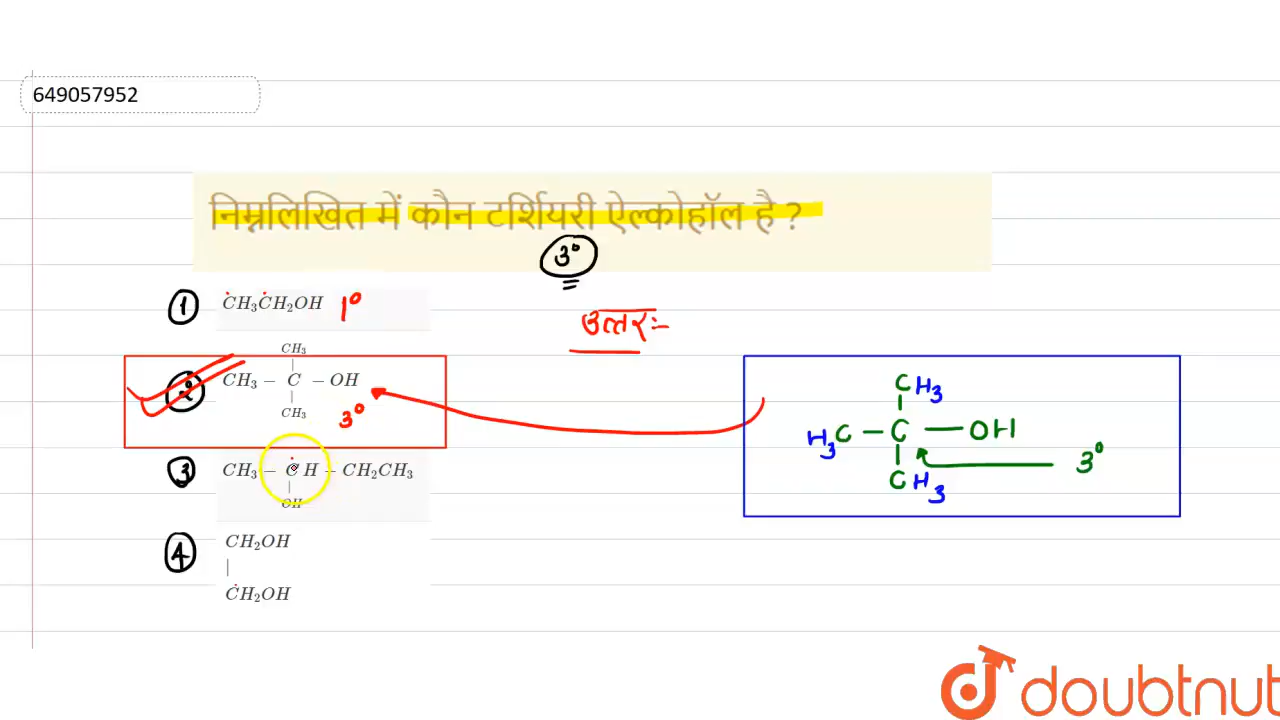 649057952
निम्नलिखित में कौन टर्शियरी ऐल्कोहॉल है ?
3°
उत्तर:-
1 CH₃CH₂OH 1°
CH₃
|
2 CH₃ − C − OH
|
CH₃
3°
3 CH₃ − CH − CH₂CH₃
|
OH
4 CH₂OH
|
CH₂OH
CH₃
|
H₃C − C − OH
|
CH₃
3°
doubtnut